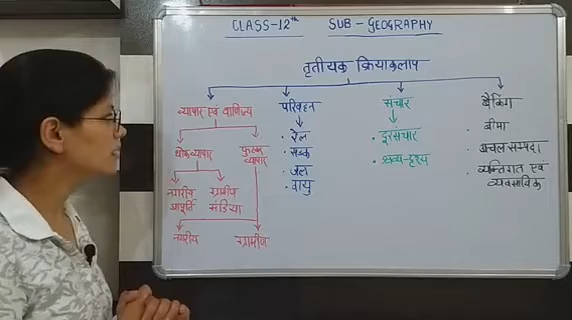 CLASS-12th SUB - GEOGRAPHY
तृतीयक क्रियाकलाप
व्यापार एवं वाणिज्य
थोक व्यापार
फुटकर व्यापार
नगरीय आपूर्ति
ग्रामीण मंडिया
नगरीय
ग्रामीण
परिवहन
• रेल
• सड़क
• जल
• वायु
संचार
• दूरसंचार
• श्रव्य-दृश्य
बैंकिंग
• बीमा
• अचल सम्पदा
• व्यक्तिगत एवं
व्यवसायिक